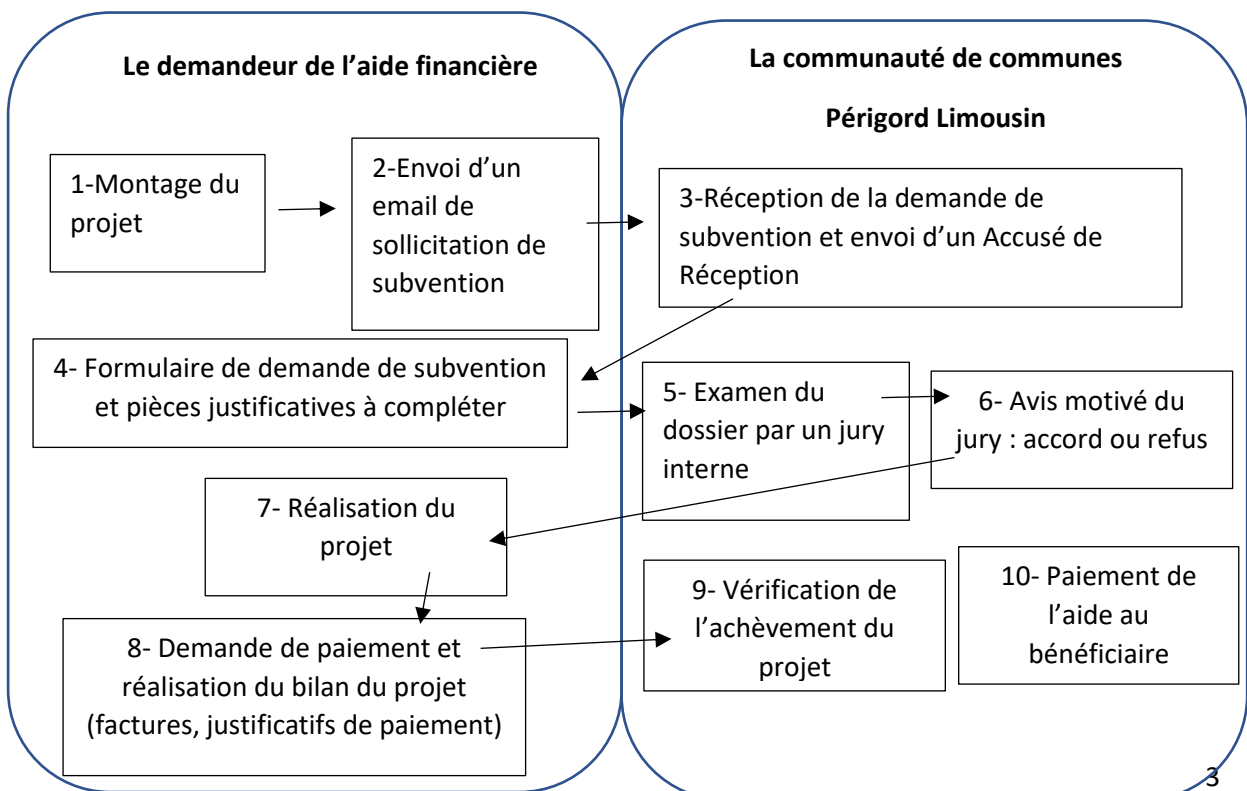 Le demandeur de l’aide financière
La communauté de communes
Périgord Limousin
1-Montage du
projet
2-Envoi d’un
email de
sollicitation de
subvention
3-Réception de la demande de
subvention et envoi d’un Accusé de
Réception
4- Formulaire de demande de subvention
et pièces justificatives à compléter
5- Examen du
dossier par un jury
interne
6- Avis motivé du
jury : accord ou refus
7- Réalisation du
projet
8- Demande de paiement et
réalisation du bilan du projet
(factures, justificatifs de paiement)
9- Vérification de
l’achèvement du
projet
10- Paiement de
l’aide au
bénéficiaire
3